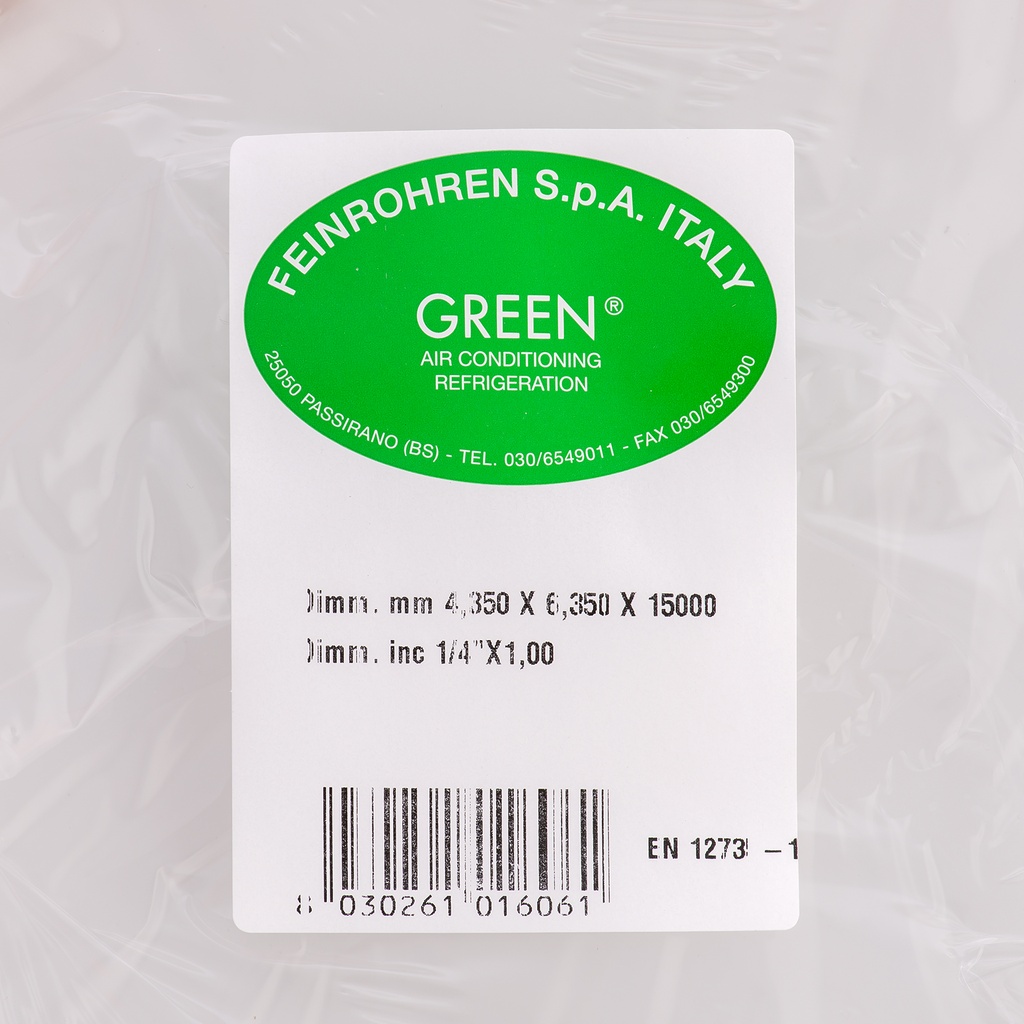 FEINROHREN S.p.A. ITALY
GREEN®
AIR CONDITIONING
REFRIGERATION
25050 PASSIRANO (BS) - TEL. 030/6549011 - FAX 030/6549300
Dimm. mm 4,350 X 6,350 X 15000
Dimm. inc 1/4"X1,00
EN 1273 –1
8 030261 016061